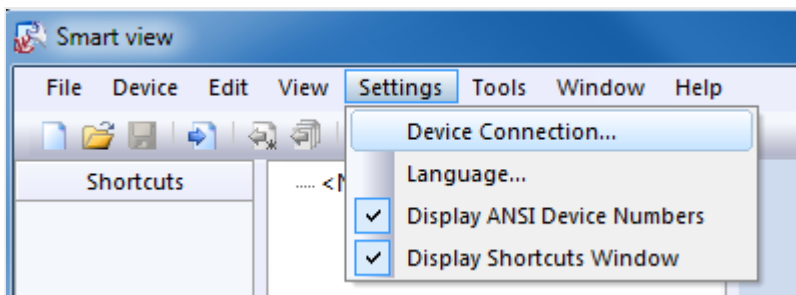 Smart view
File Device Edit View Settings Tools Window Help
Device Connection...
Shortcuts
Language...
Display ANSI Device Numbers
Display Shortcuts Window